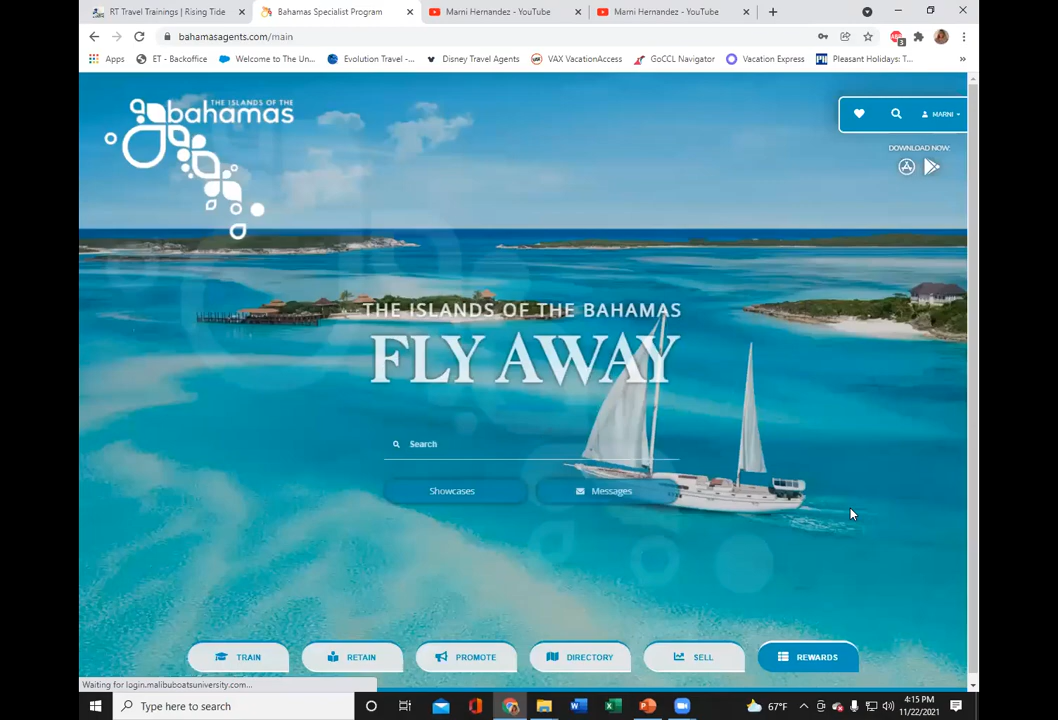 RT Travel Trainings | Rising Tide
Bahamas Specialist Program
Marni Hernandez - YouTube
Marni Hernandez - YouTube
bahamasagents.com/main
Apps
ET - Backoffice
Welcome to The Un...
Evolution Travel -...
Disney Travel Agents
VAX VacationAccess
GoCCL Navigator
Vacation Express
Pleasant Holidays: T...
THE ISLANDS OF THE
bahamas
MARNI
DOWNLOAD NOW:
THE ISLANDS OF THE BAHAMAS
FLY AWAY
Search
Showcases
Messages
TRAIN
RETAIN
PROMOTE
DIRECTORY
SELL
REWARDS
Waiting for login.malibuboatsuniversity.com...
Type here to search
67°F
4:15 PM
11/22/2021